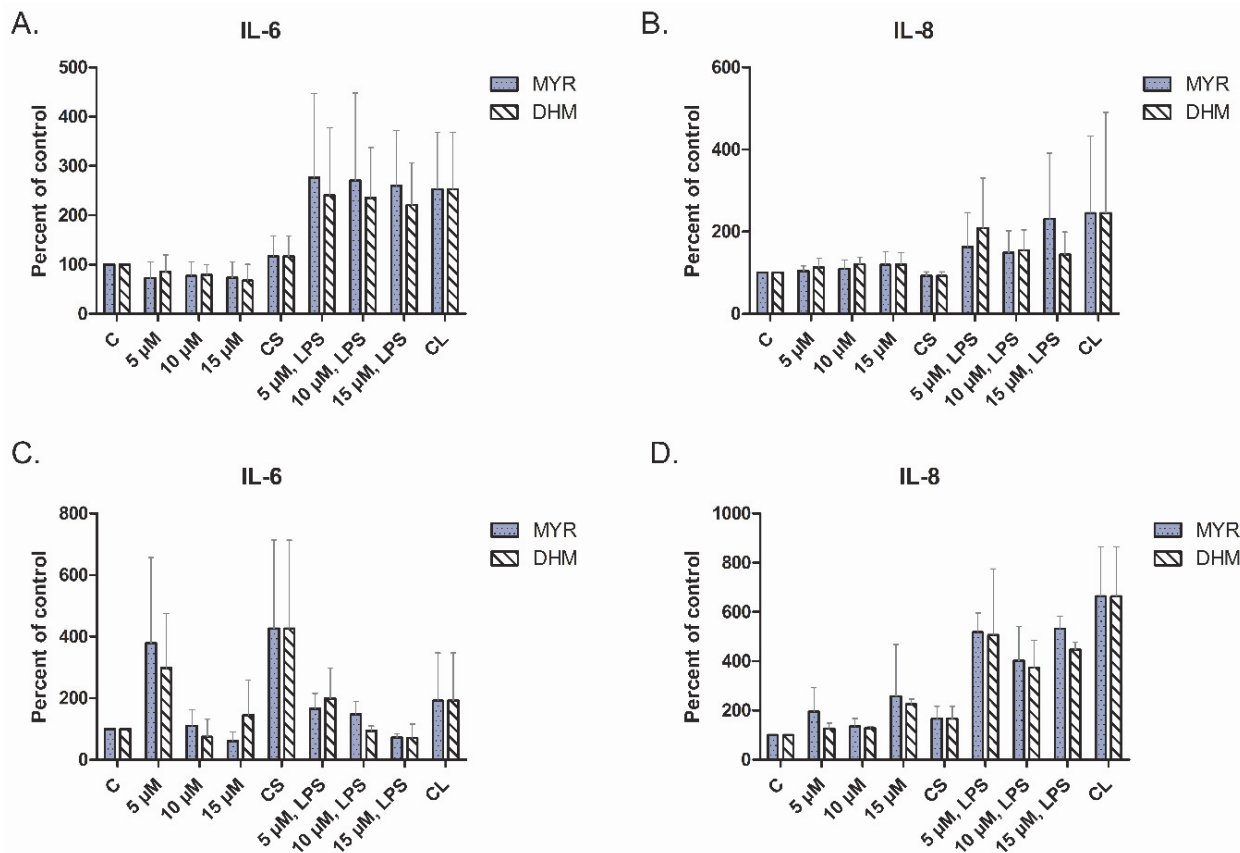 A.
IL-6
Percent of control
500
400
300
200
100
0
C
5 µM
10 µM
15 µM
CS
5 µM, LPS
10 µM, LPS
15 µM, LPS
CL
MYR
DHM
B.
IL-8
Percent of control
600
400
200
0
C
5 µM
10 µM
15 µM
CS
5 µM, LPS
10 µM, LPS
15 µM, LPS
CL
MYR
DHM
C.
IL-6
Percent of control
800
600
400
200
0
C
5 µM
10 µM
15 µM
CS
5 µM, LPS
10 µM, LPS
15 µM, LPS
CL
MYR
DHM
D.
IL-8
Percent of control
1000
800
600
400
200
0
C
5 µM
10 µM
15 µM
CS
5 µM, LPS
10 µM, LPS
15 µM, LPS
CL
MYR
DHM